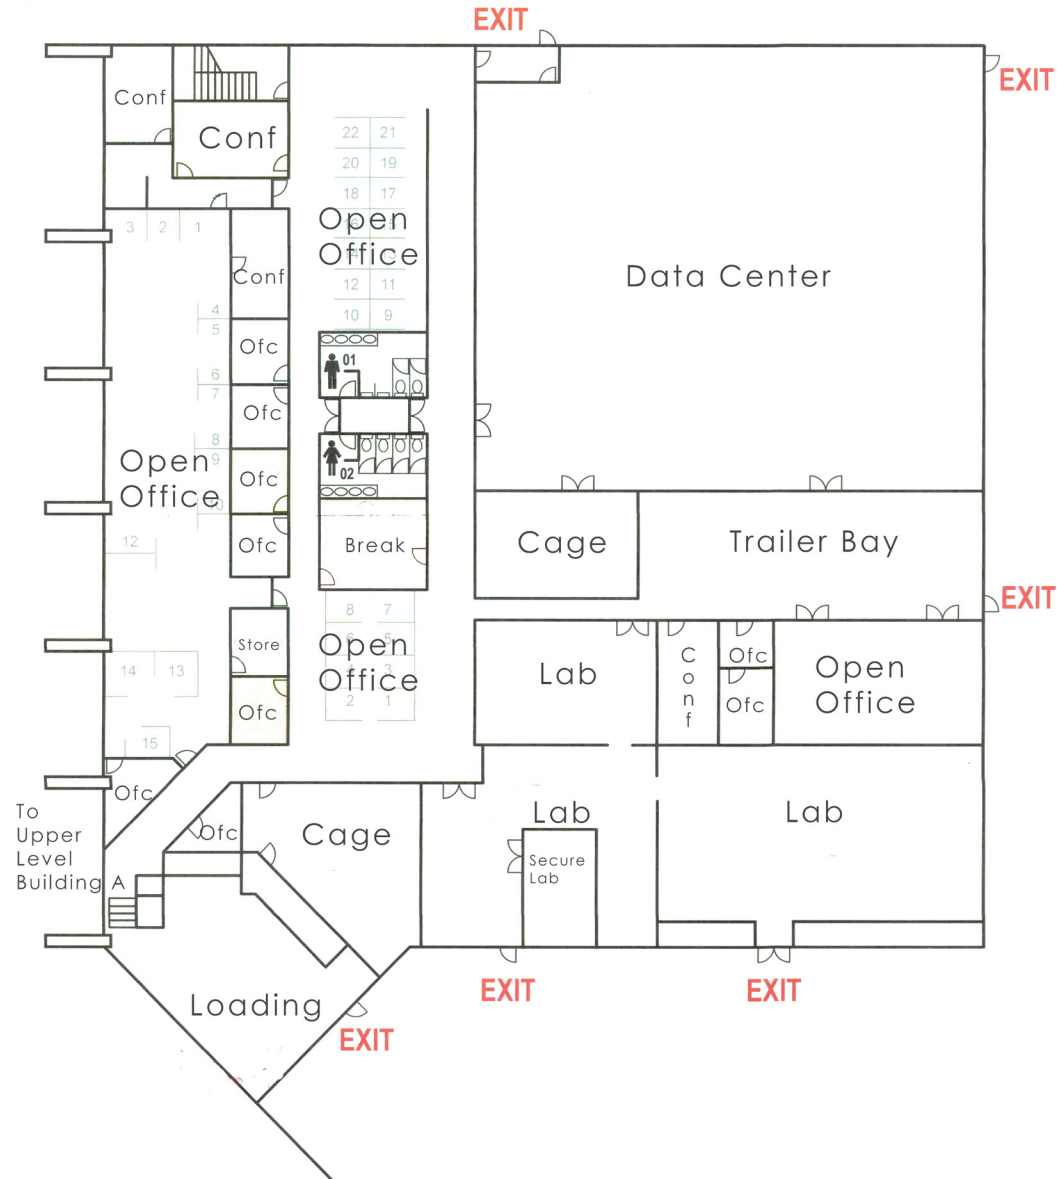 EXIT
EXIT
Conf
Conf
22 21
20 19
18 17
Open
Office
16 15
14 13
12 11
10 9
3 2 1
Conf
Data Center
4
5
Ofc
01
6
7
Ofc
8
9
Open
Office
10
Ofc
02
12
Ofc
Break
Cage
Trailer Bay
EXIT
8 7
6 5
4 3
2 1
Open
Office
Store
14 13
Ofc
15
Lab
C
o
n
f
Ofc
Ofc
Open
Office
Ofc
To
Upper
Level
Building A
Ofc
Cage
Lab
Secure
Lab
Lab
Loading
EXIT
EXIT
EXIT